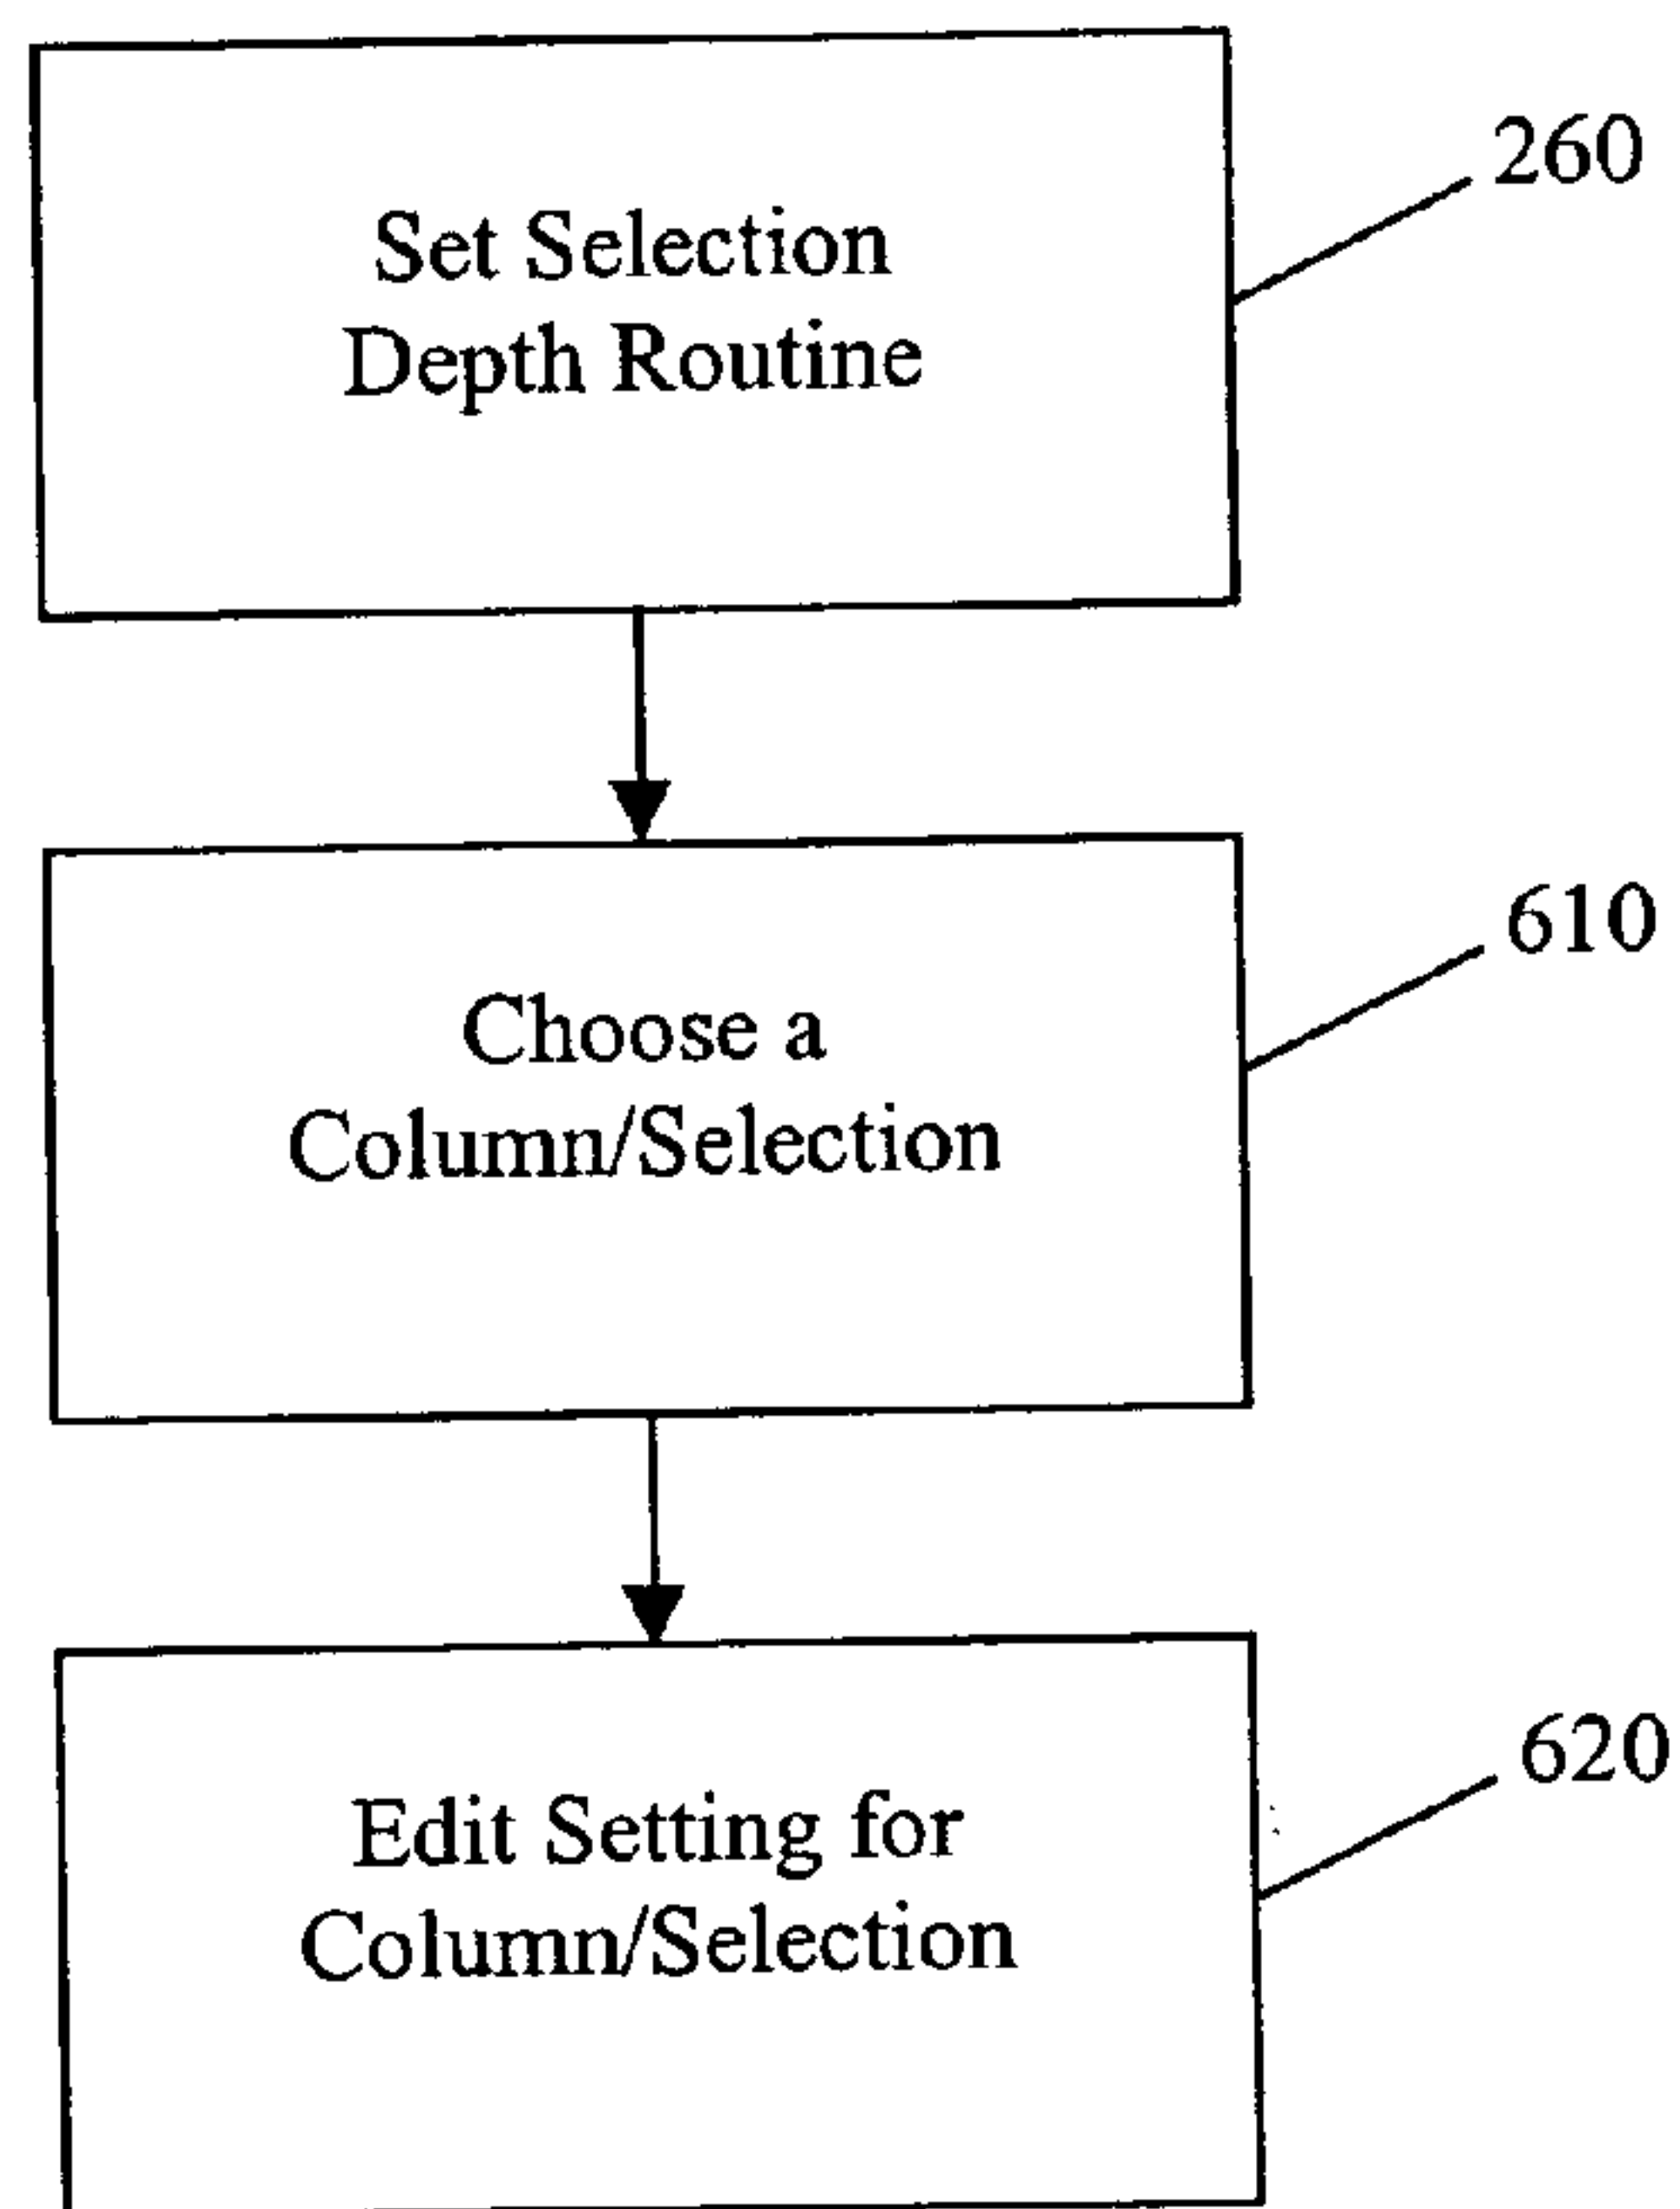 Set Selection
Depth Routine
260
Choose a
Column/Selection
610
Edit Setting for
Column/Selection
620